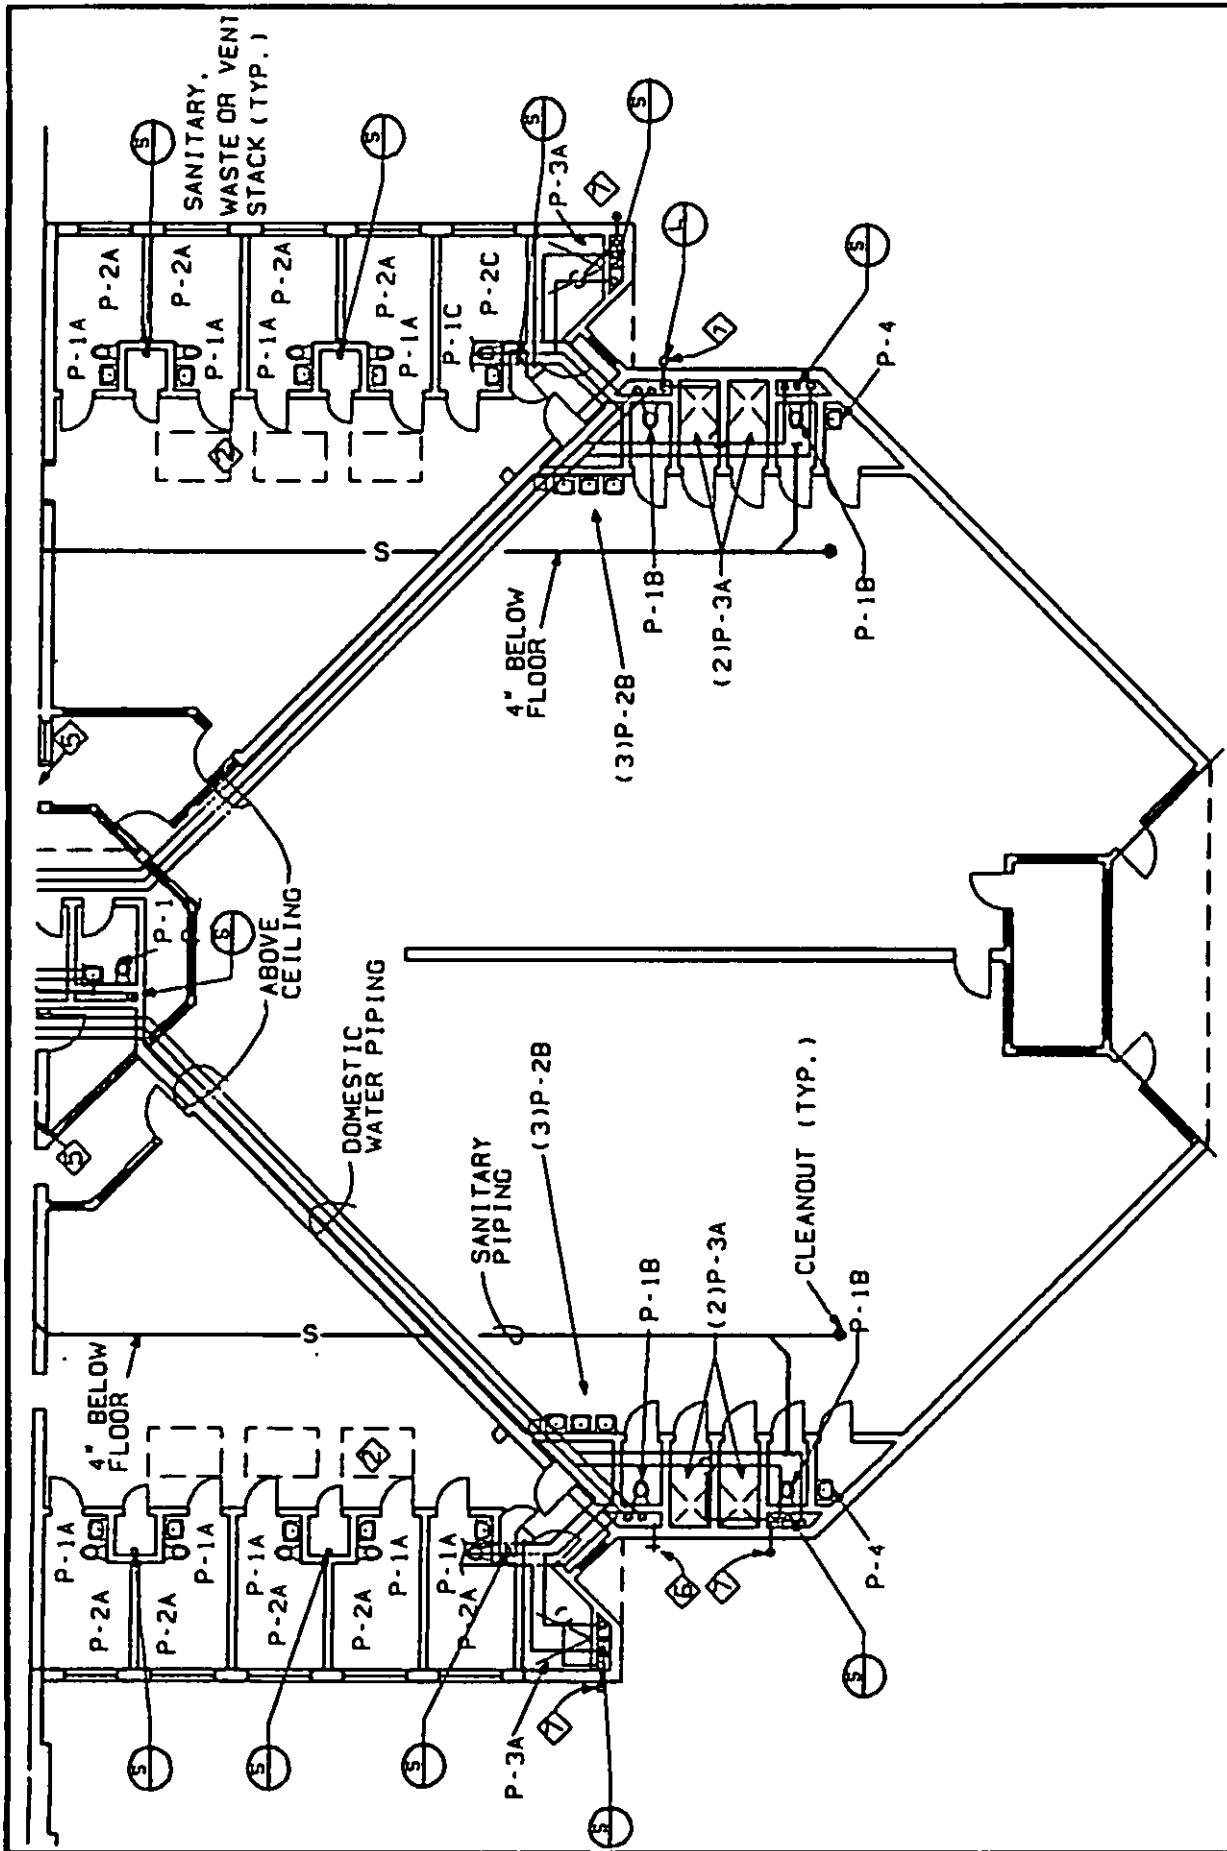 SANITARY,
WASTE OR VENT
STACK (TYP.)
S
S
S
S
P-3A
7
P-2A
P-2A
P-2A
P-2A
P-2C
P-1A
P-1A
P-1A
P-1A
P-1C
2
L
7
S
P-4
S
4" BELOW
FLOOR
(3)P-2B
P-1B
(2)P-3A
P-1B
5
P-1
S
ABOVE
CEILING
DOMESTIC
WATER PIPING
5
SANITARY
PIPING
(3)P-2B
P-1B
(2)P-3A
CLEANOUT (TYP.)
P-1B
S
4" BELOW
FLOOR
2
P-1A
P-1A
P-1A
P-1A
P-1A
P-2A
P-2A
P-2A
P-2A
P-2A
6
7
P-4
P-3A
7
S
S
S
S
S